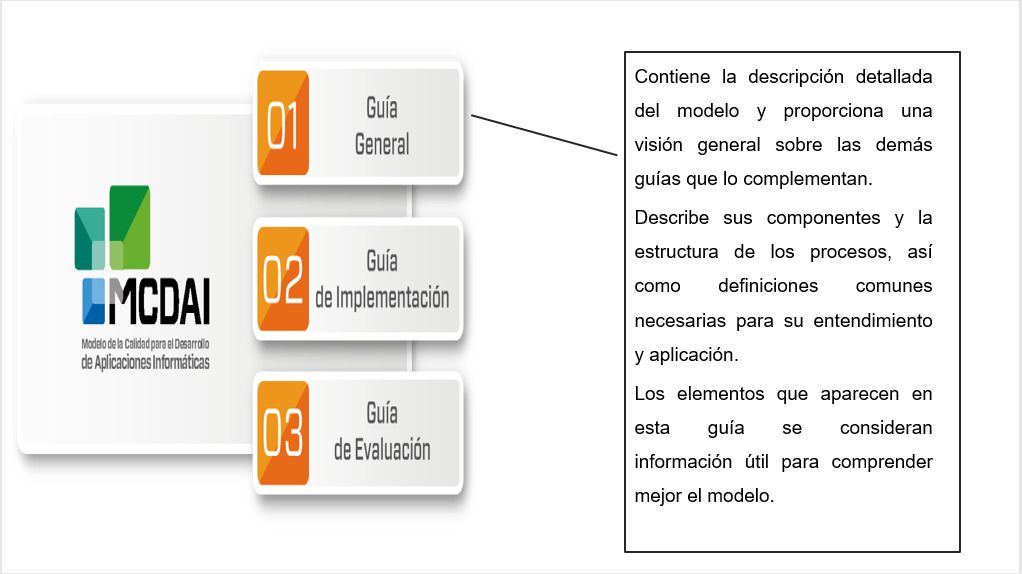 01
Guía
General
02
Guía
de Implementación
03
Guía
de Evaluación
MCDAI
Modelo de la Calidad para el Desarrollo
de Aplicaciones Informáticas
Contiene la descripción detallada
del modelo y proporciona una
visión general sobre las demás
guías que lo complementan.
Describe sus componentes y la
estructura de los procesos, así
como definiciones comunes
necesarias para su entendimiento
y aplicación.
Los elementos que aparecen en
esta guía se consideran
información útil para comprender
mejor el modelo.